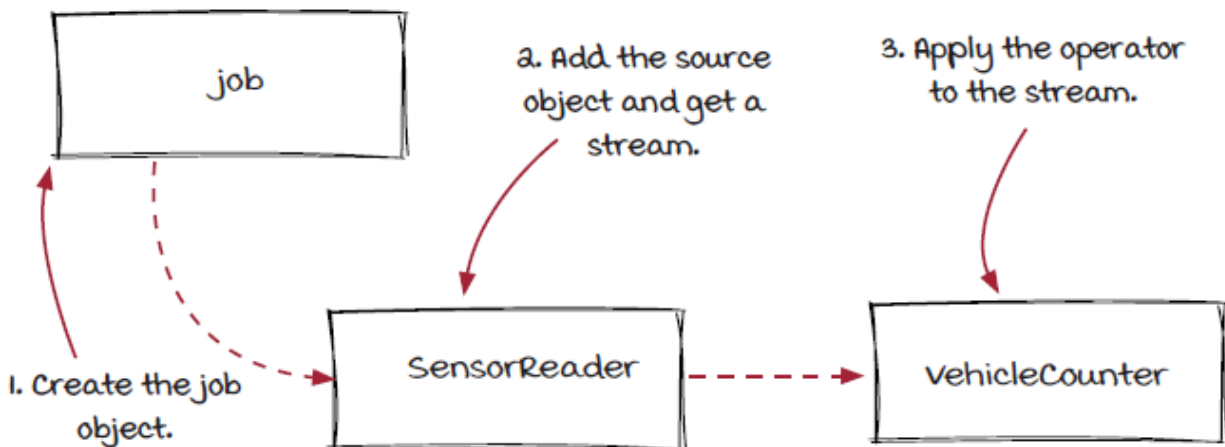 job
2. Add the source
object and get a
stream.
3. Apply the operator
to the stream.
1. Create the job
object.
SensorReader
VehicleCounter